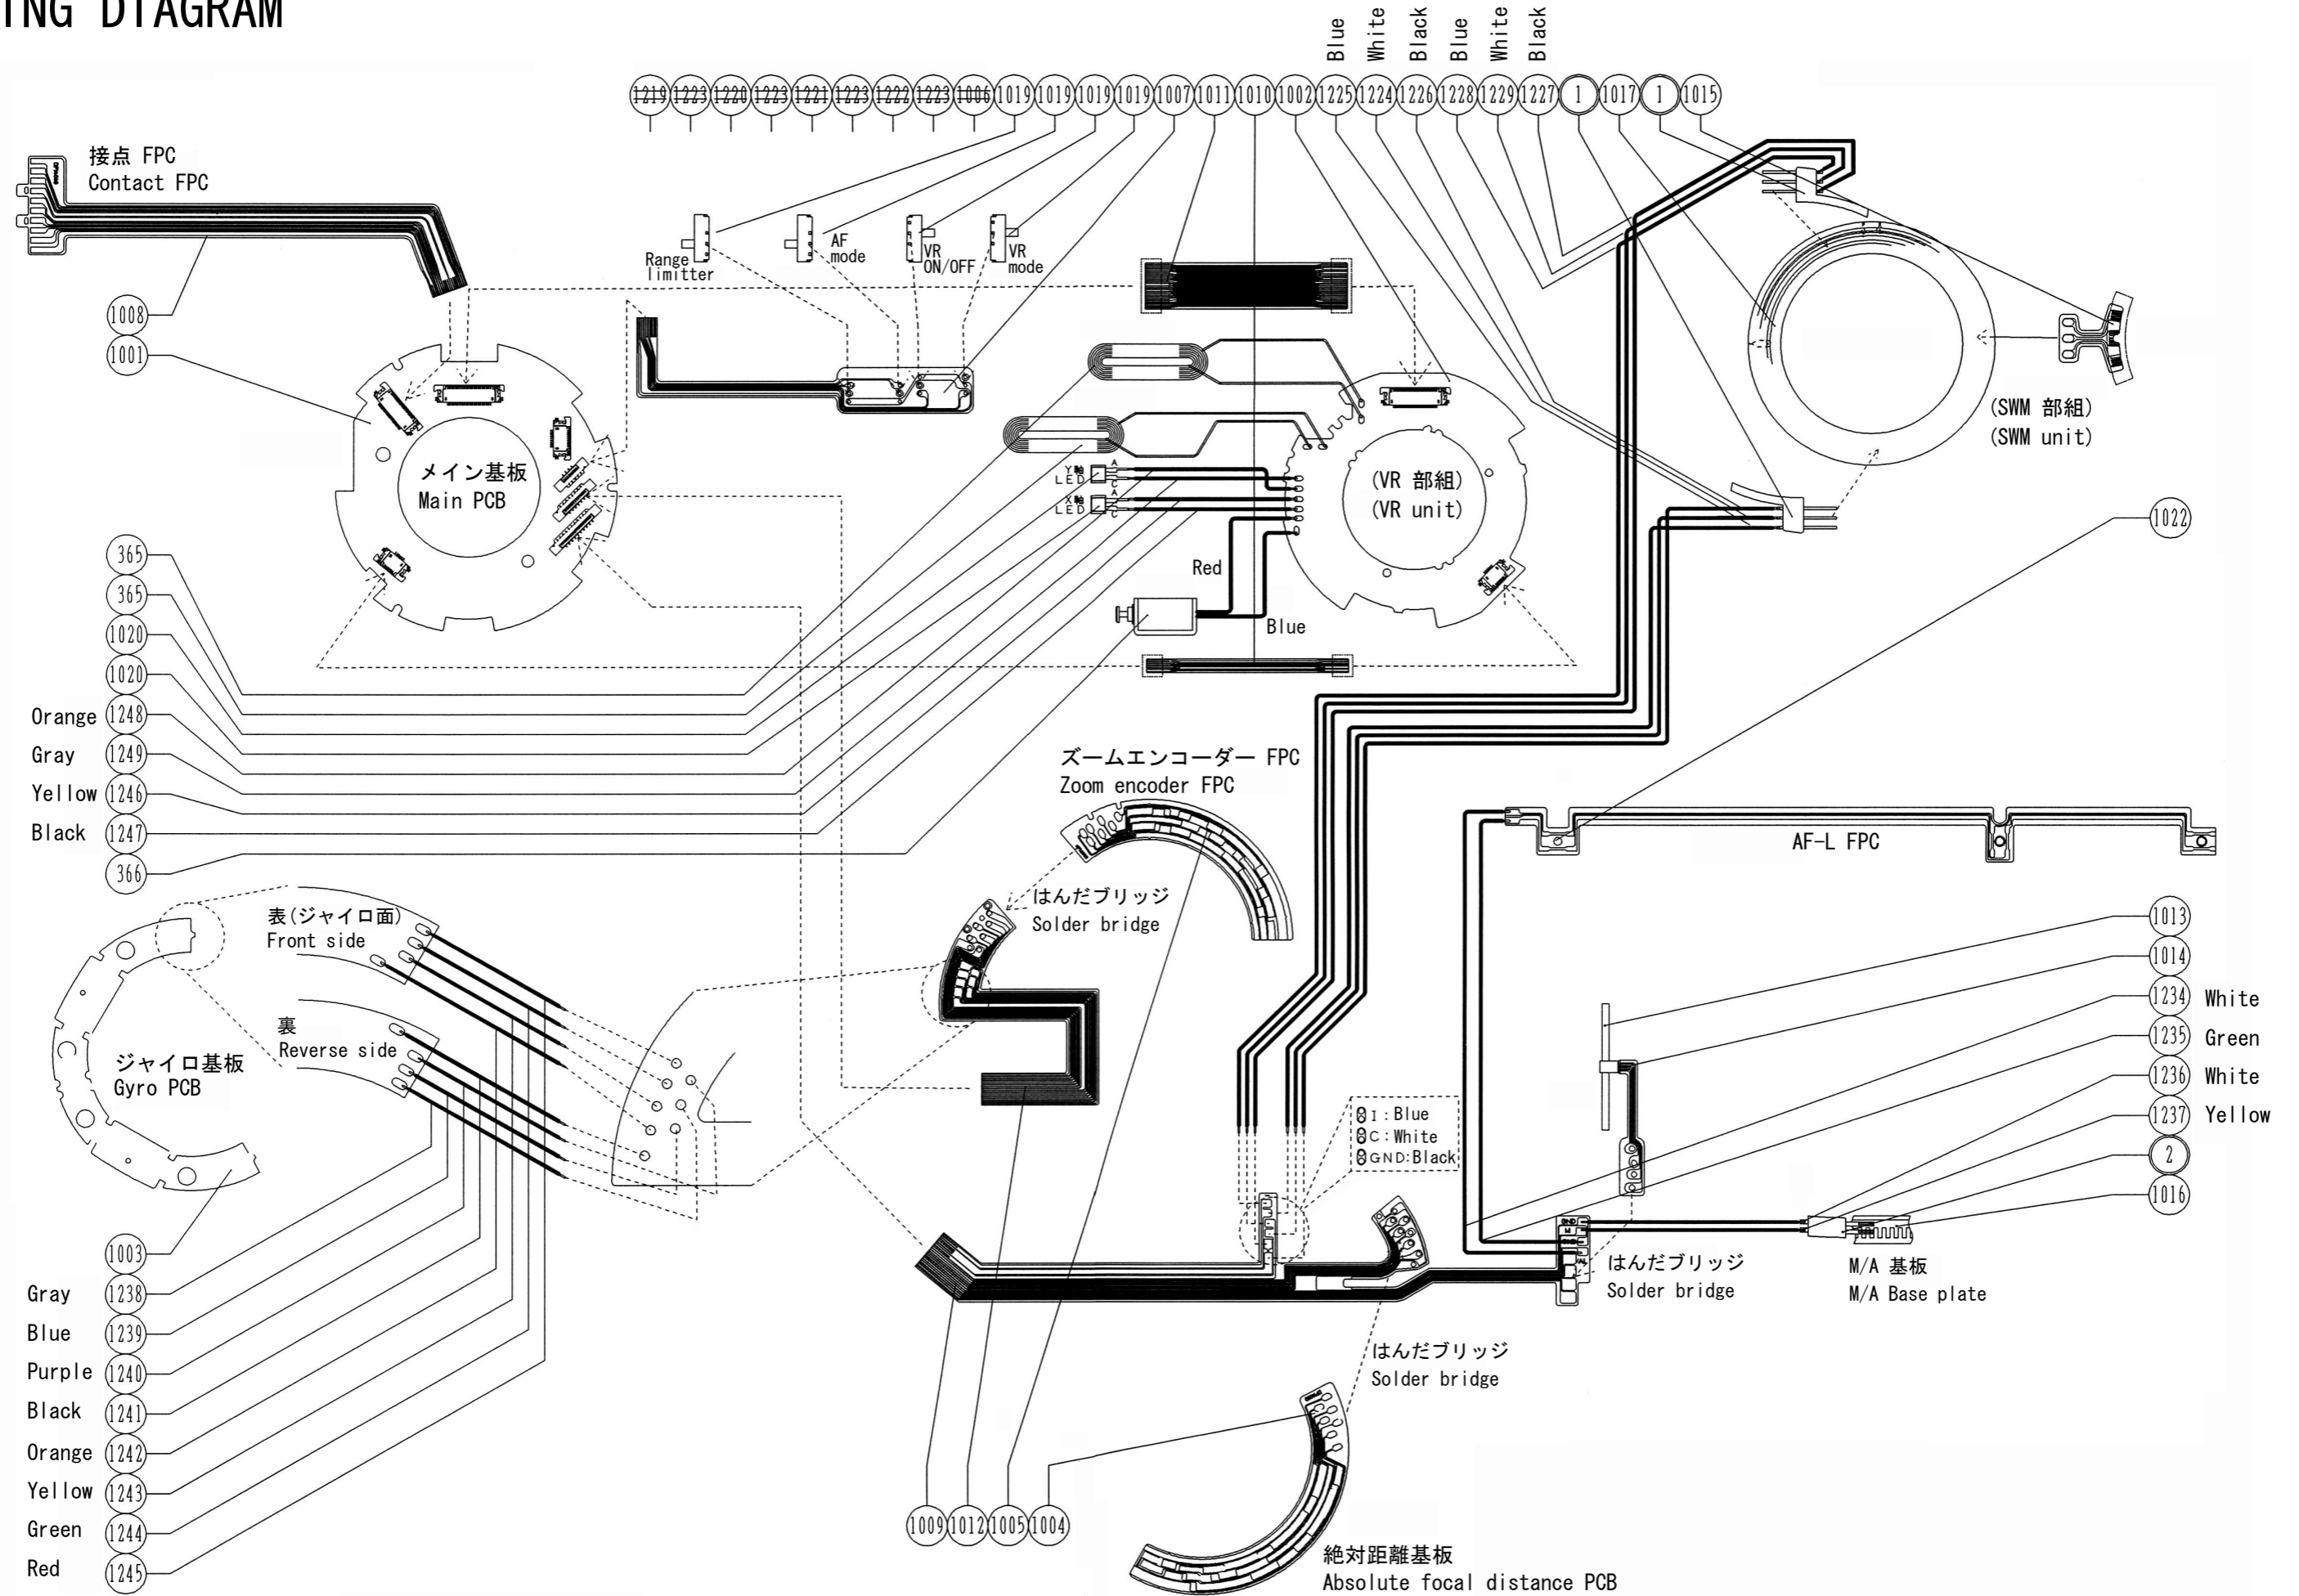 ING DIAGRAM
Blue
White
Black
Blue
White
Black
1219
1223
1220
1223
1221
1223
1222
1223
1006
1019
1019
1019
1019
1007
1011
1010
1002
1225
1224
1226
1228
1229
1227
1
1017
1
1015
接点 FPC
Contact FPC
Range
limitter
AF
mode
VR
ON/OFF
VR
mode
1008
1001
メイン基板
Main PCB
(VR 部組)
(VR unit)
(SWM 部組)
(SWM unit)
Y軸
LED
A
C
X軸
LED
A
C
Red
Blue
1022
365
365
1020
1020
Orange 1248
Gray 1249
Yellow 1246
Black 1247
366
ズームエンコーダー FPC
Zoom encoder FPC
はんだブリッジ
Solder bridge
AF-L FPC
表(ジャイロ面)
Front side
裏
Reverse side
ジャイロ基板
Gyro PCB
1013
1014
1234 White
1235 Green
1236 White
1237 Yellow
2
1016
I:Blue
C:White
GND:Black
GND
M
GND
はんだブリッジ
Solder bridge
M/A 基板
M/A Base plate
1003
Gray 1238
Blue 1239
Purple 1240
Black 1241
Orange 1242
Yellow 1243
Green 1244
Red 1245
はんだブリッジ
Solder bridge
1009
1012
1005
1004
絶対距離基板
Absolute focal distance PCB